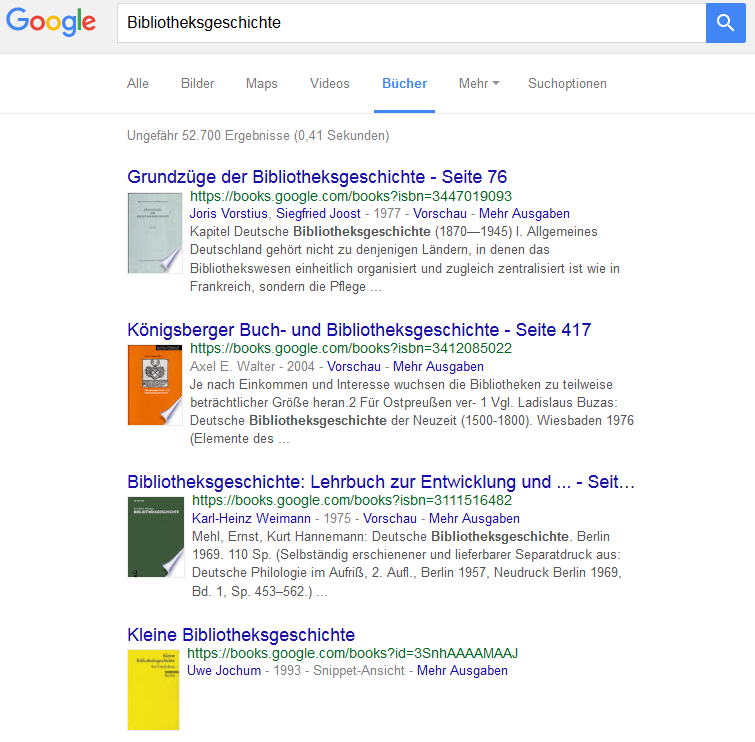 Google Bibliotheksgeschichte
Alle Bilder Maps Videos Bücher Mehr Suchoptionen
Ungefähr 52.700 Ergebnisse (0,41 Sekunden)
Grundzüge der Bibliotheksgeschichte - Seite 76
https://books.google.com/books?isbn=3447019093
Joris Vorstius, Siegfried Joost - 1977 - Vorschau - Mehr Ausgaben
Kapitel Deutsche Bibliotheksgeschichte (1870—1945) I. Allgemeines
Deutschland gehört nicht zu denjenigen Ländern, in denen das
Bibliothekswesen einheitlich organisiert und zugleich zentralisiert ist wie in
Frankreich, sondern die Pflege ...
Königsberger Buch- und Bibliotheksgeschichte - Seite 417
https://books.google.com/books?isbn=3412085022
Axel E. Walter - 2004 - Vorschau - Mehr Ausgaben
Je nach Einkommen und Interesse wuchsen die Bibliotheken zu teilweise
beträchtlicher Größe heran.2 Für Ostpreußen ver- 1 Vgl. Ladislaus Buzas:
Deutsche Bibliotheksgeschichte der Neuzeit (1500-1800). Wiesbaden 1976
(Elemente des ...
Bibliotheksgeschichte: Lehrbuch zur Entwicklung und ... - Seit...
https://books.google.com/books?isbn=3111516482
Karl-Heinz Weimann - 1975 - Vorschau - Mehr Ausgaben
BIBLIOTHEKSGESCHICHTE
Mehl, Ernst, Kurt Hannemann: Deutsche Bibliotheksgeschichte. Berlin
1969. 110 Sp. (Selbständig erschienener und lieferbarer Separatdruck aus:
Deutsche Philologie im Aufriß, 2. Aufl., Berlin 1957, Neudruck Berlin 1969,
Bd. 1, Sp. 453–562.) ...
Kleine Bibliotheksgeschichte
https://books.google.com/books?id=3SnhAAAAMAAJ
Uwe Jochum - 1993 - Snippet-Ansicht - Mehr Ausgaben
Kleine
Bibliotheksgeschichte